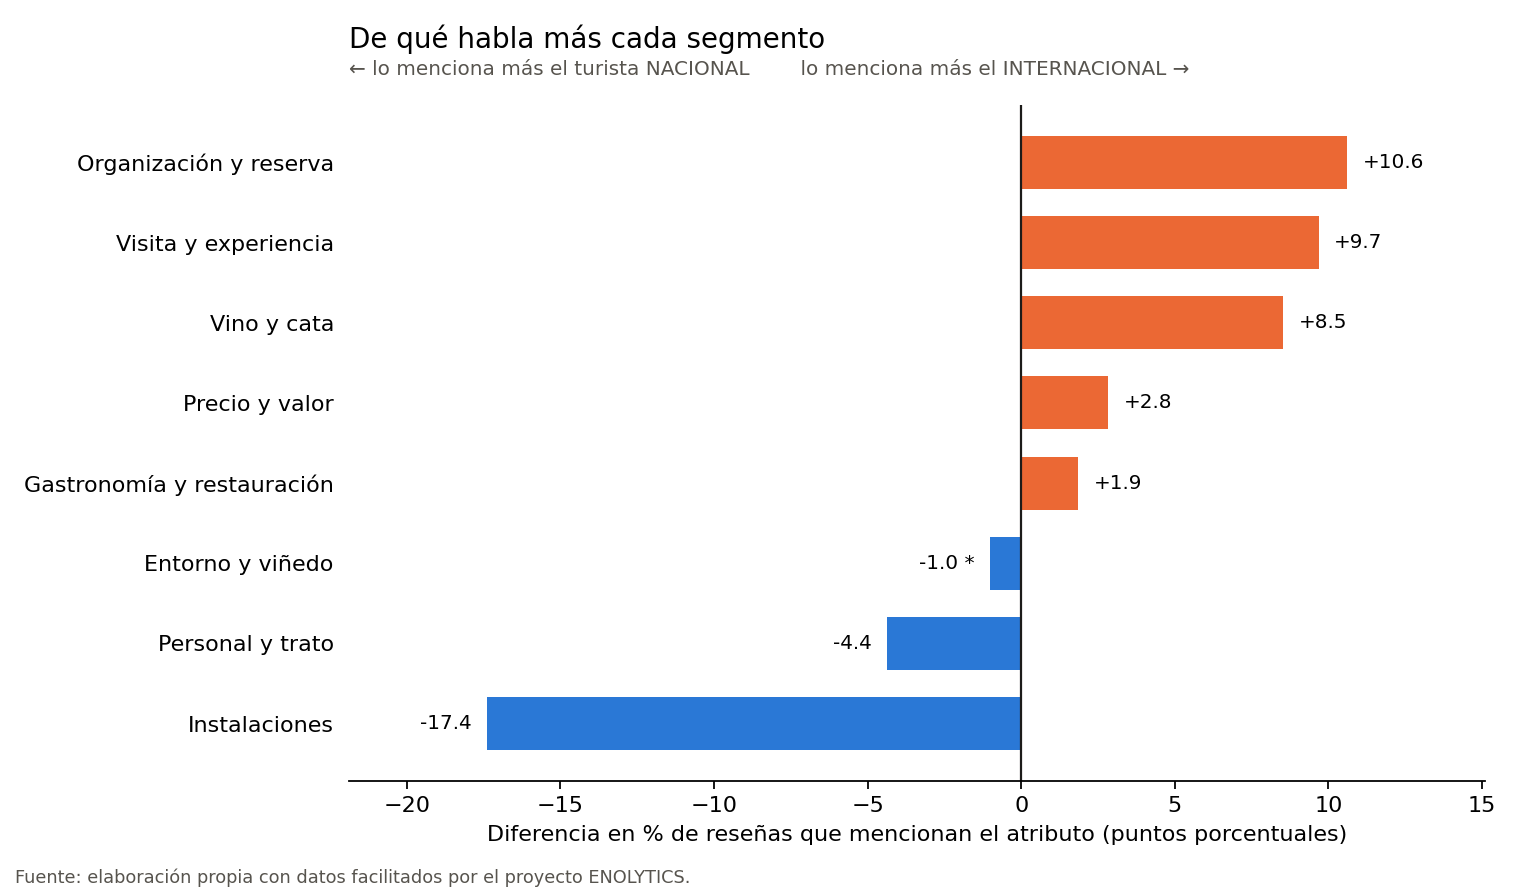 De qué habla más cada segmento
← lo menciona más el turista NACIONAL lo menciona más el INTERNACIONAL →
Organización y reserva +10.6
Visita y experiencia +9.7
Vino y cata +8.5
Precio y valor +2.8
Gastronomía y restauración +1.9
Entorno y viñedo -1.0 *
Personal y trato -4.4
Instalaciones -17.4
−20 −15 −10 −5 0 5 10 15
Diferencia en % de reseñas que mencionan el atributo (puntos porcentuales)
Fuente: elaboración propia con datos facilitados por el proyecto ENOLYTICS.